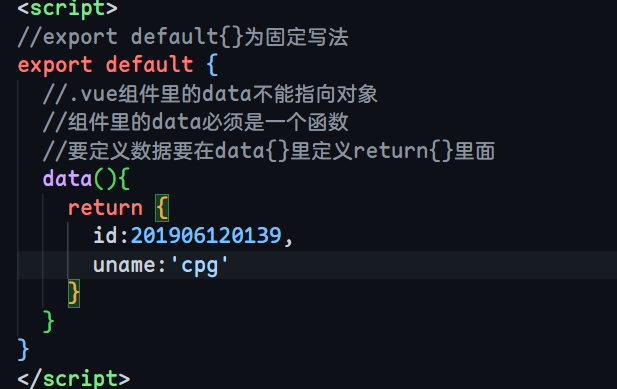 <script>
//export default{}为固定写法
export default {
//.vue组件里的data不能指向对象
//组件里的data必须是一个函数
//要定义数据要在data{}里定义return{}里面
data(){
return {
id:201906120139,
uname:'cpg'
}
}
}
</script>